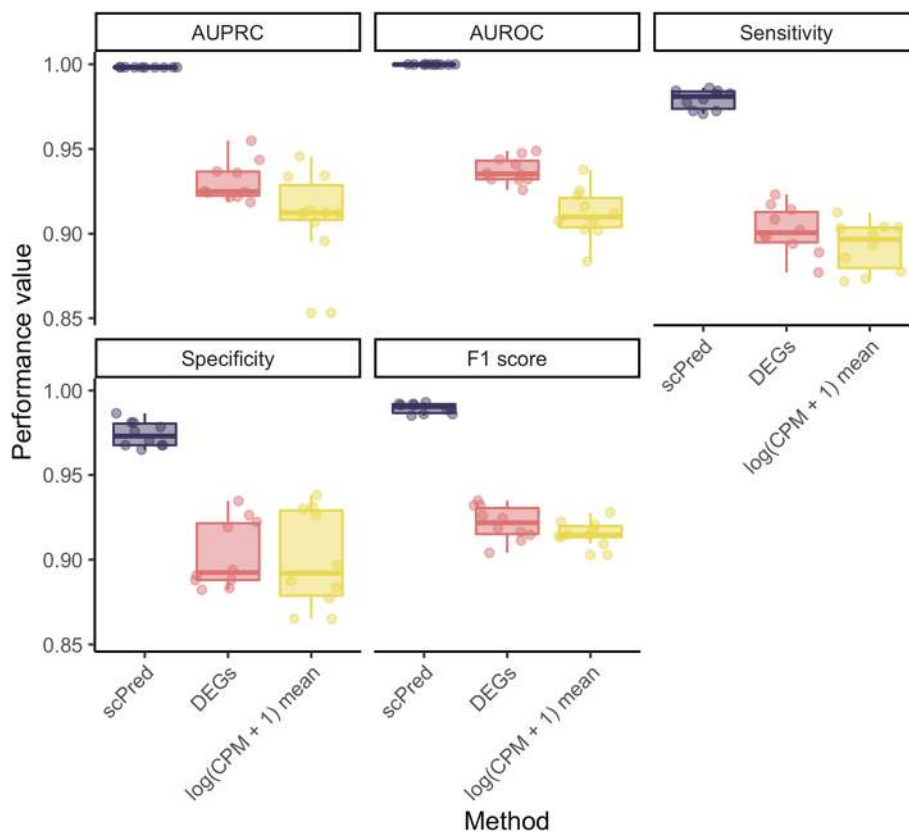 AUPRC
AUROC
Sensitivity
1.00
0.95
0.90
0.85
scPred
DEGs
log(CPM + 1) mean
Performance value
Specificity
F1 score
1.00
0.95
0.90
0.85
scPred
DEGs
log(CPM + 1) mean
scPred
DEGs
log(CPM + 1) mean
Method